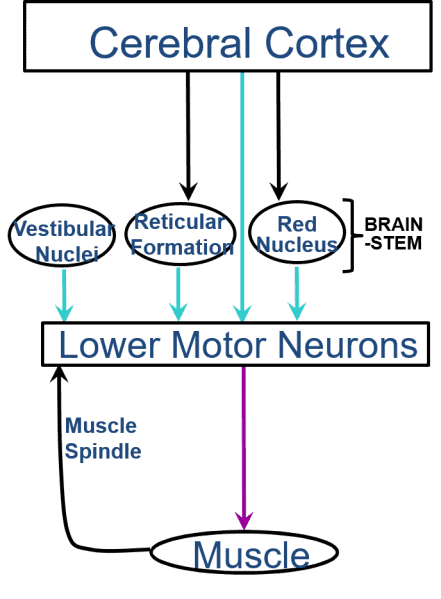 Cerebral Cortex
Vestibular
Nuclei
Reticular
Formation
Red
Nucleus
BRAIN
-STEM
Lower Motor Neurons
Muscle
Spindle
Muscle